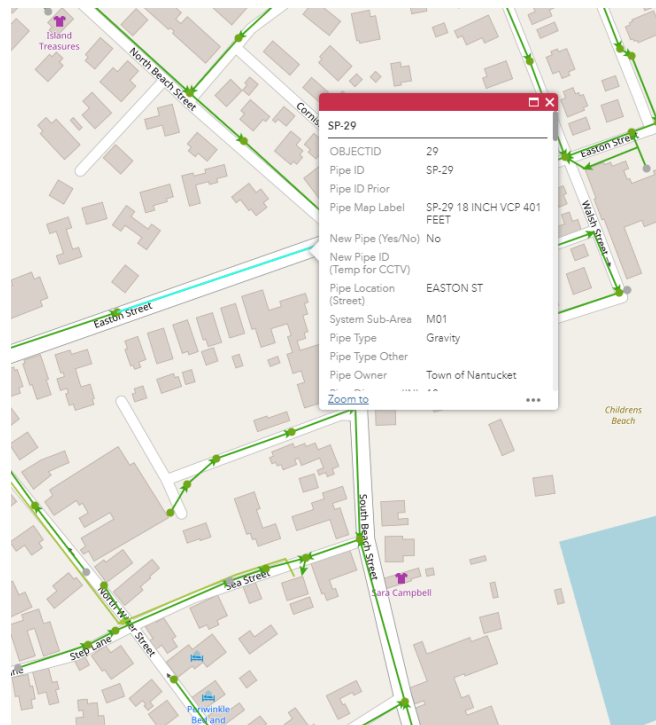 Island
Treasures
North Beach Street
Cornis
SP-29
OBJECTID 29
Pipe ID SP-29
Pipe ID Prior
Pipe Map Label SP-29 18 INCH VCP 401
FEET
New Pipe (Yes/No) No
New Pipe ID
(Temp for CCTV)
Pipe Location EASTON ST
(Street)
System Sub-Area M01
Pipe Type Gravity
Pipe Type Other
Pipe Owner Town of Nantucket
Zoom to
Easton Stree
Walsh Street
Easton Street
Childrens
Beach
South Beach Street
Sea Street
Sara Campbell
North Water Street
Step Lane
ne
Periwinkle
Bed and